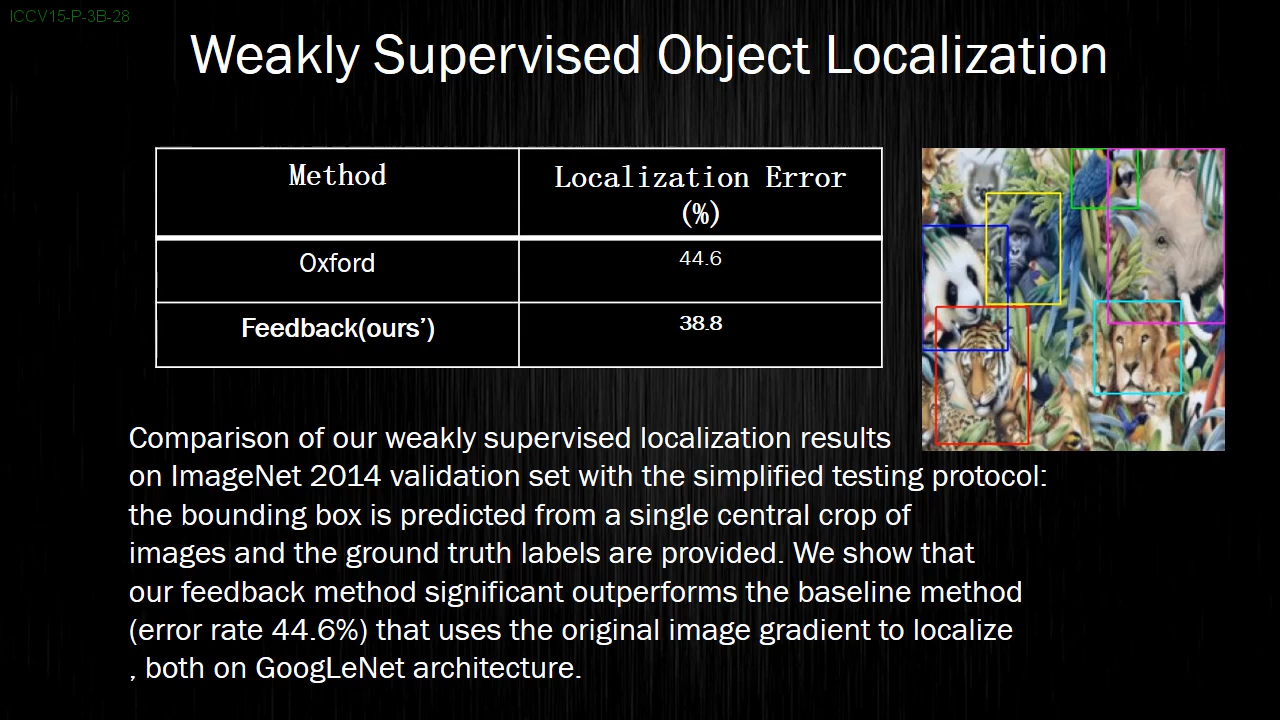 ICCV15-P-3B-28
Weakly Supervised Object Localization
Method
Localization Error
(%)
Oxford
44.6
Feedback(ours’)
38.8
Comparison of our weakly supervised localization results
on ImageNet 2014 validation set with the simplified testing protocol:
the bounding box is predicted from a single central crop of
images and the ground truth labels are provided. We show that
our feedback method significant outperforms the baseline method
(error rate 44.6%) that uses the original image gradient to localize
, both on GoogLeNet architecture.